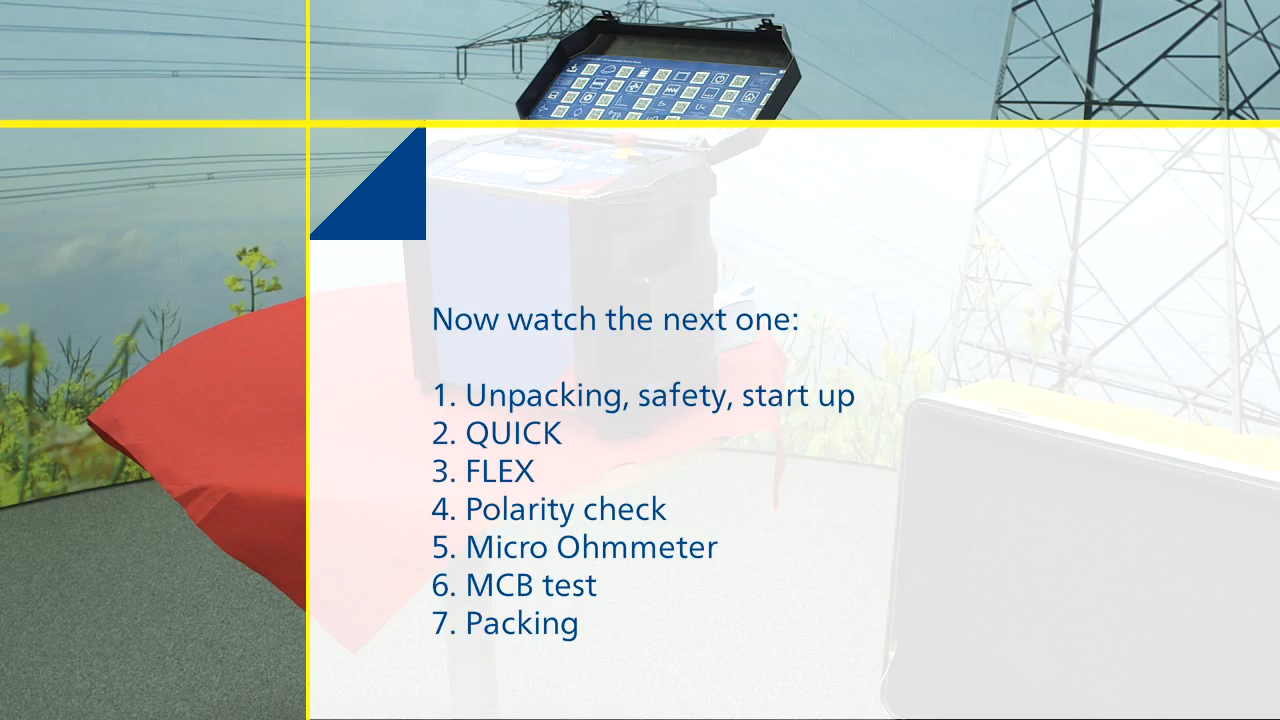 Now watch the next one:
1. Unpacking, safety, start up
2. QUICK
3. FLEX
4. Polarity check
5. Micro Ohmmeter
6. MCB test
7. Packing